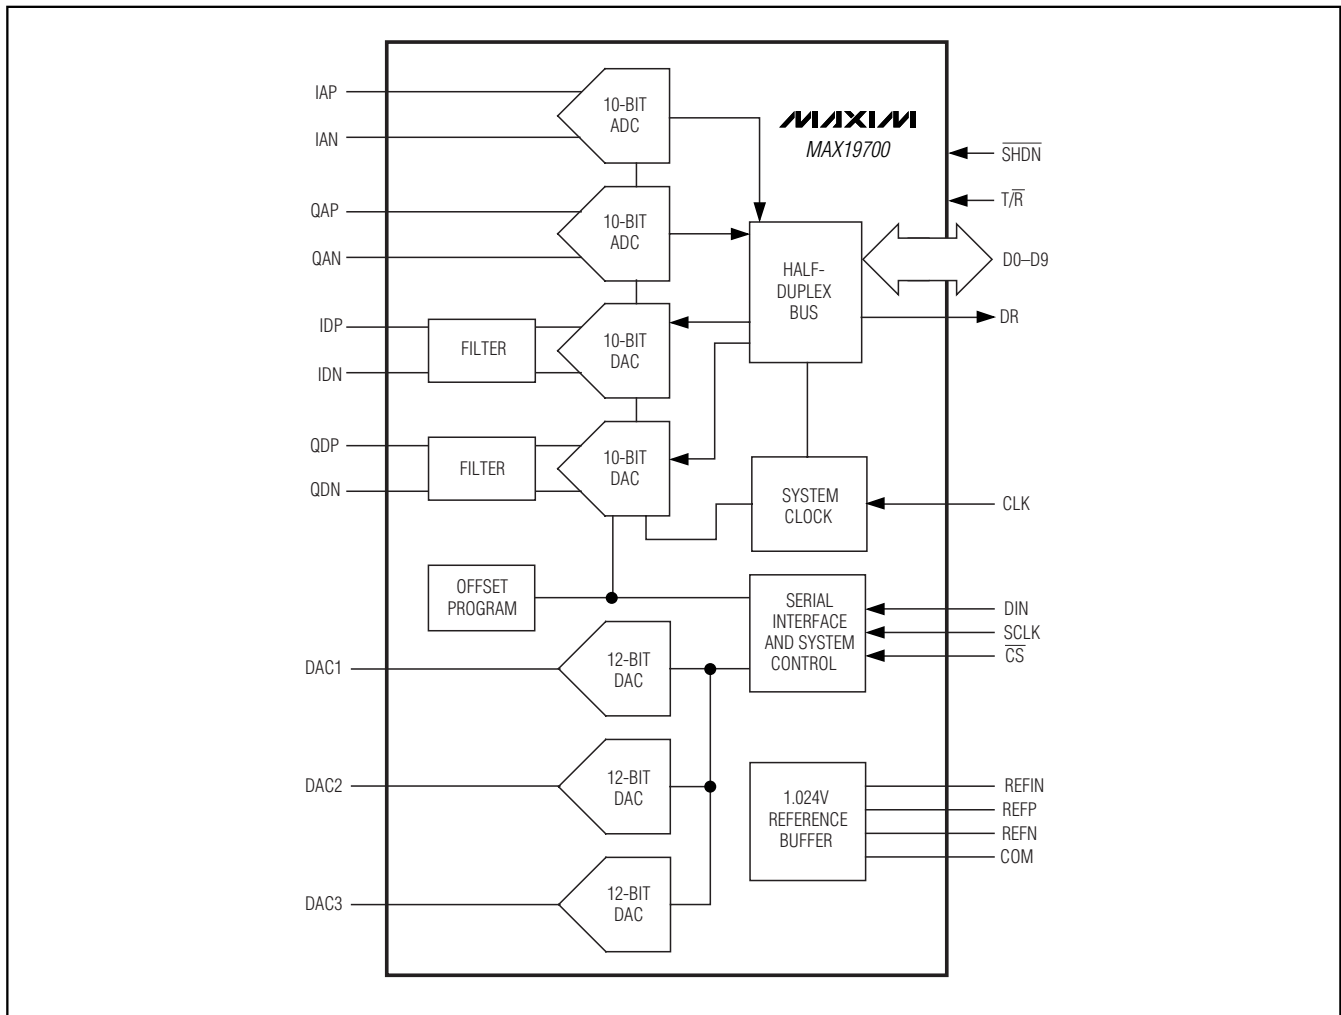 IAP
IAN
10-BIT
ADC
MAXIM
MAX19700
S̅H̅D̅N̅
T/R̅
QAP
QAN
10-BIT
ADC
HALF-
DUPLEX
BUS
D0–D9
DR
IDP
IDN
FILTER
10-BIT
DAC
QDP
QDN
FILTER
10-BIT
DAC
SYSTEM
CLOCK
CLK
OFFSET
PROGRAM
SERIAL
INTERFACE
AND SYSTEM
CONTROL
DIN
SCLK
C̅S̅
DAC1
12-BIT
DAC
DAC2
12-BIT
DAC
1.024V
REFERENCE
BUFFER
REFIN
REFP
REFN
COM
DAC3
12-BIT
DAC